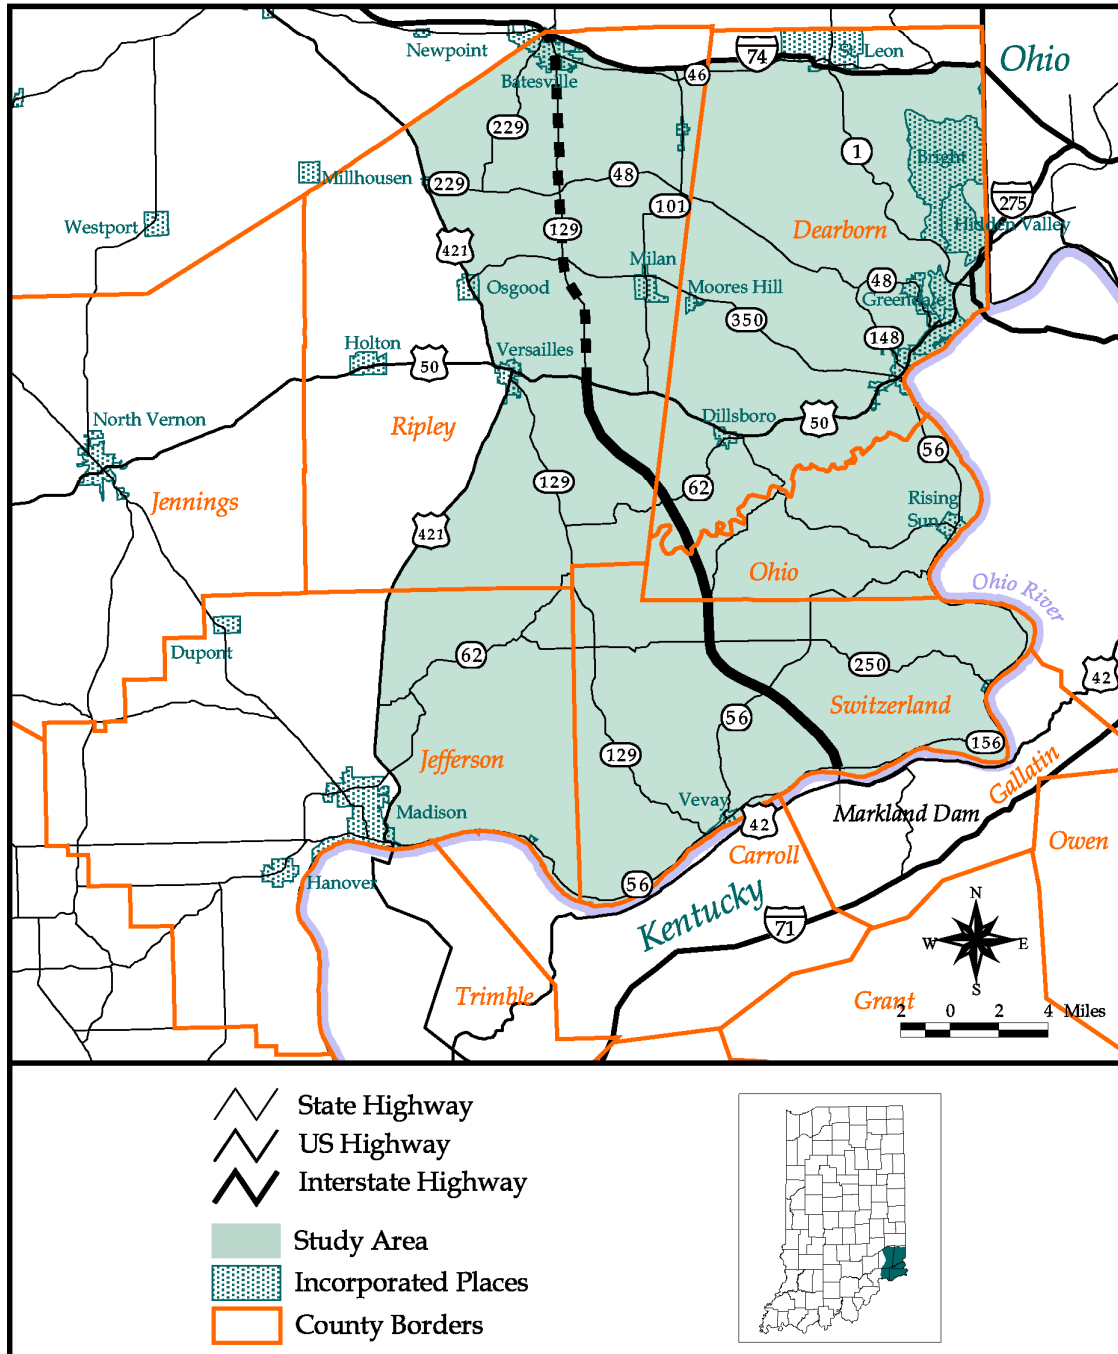 Newpoint
74
St. Leon
Ohio
46
Batesville
229
1
Bright
Millhousen
229
48
275
101
Westport
129
Dearborn
Hidden Valley
421
Milan
Osgood
Moores Hill
48
Greendale
350
Holton
Versailles
148
50
North Vernon
Ripley
Dillsboro
50
56
Jennings
129
62
Rising
Sun
421
Ohio
Ohio River
Dupont
62
250
42
Switzerland
56
129
156
Jefferson
Gallatin
Madison
Vevay
42
Markland Dam
Owen
Carroll
Hanover
56
Kentucky
71
N
W E
S
Trimble
Grant
2 0 2 4 Miles
State Highway
US Highway
Interstate Highway
Study Area
Incorporated Places
County Borders